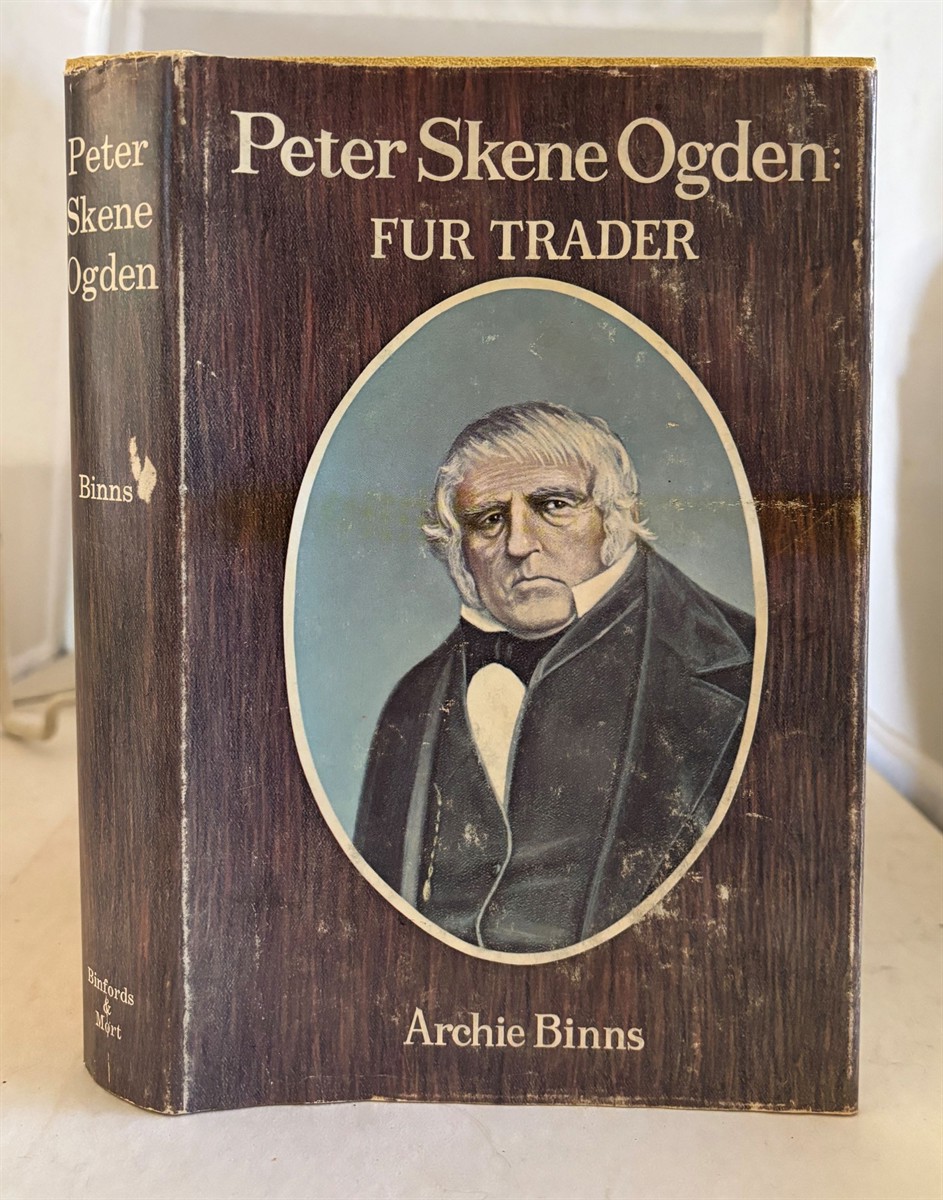 Peter
Skene
Ogden
Binns
Binfords
&
Mort
Peter Skene Ogden:
FUR TRADER
Archie Binns